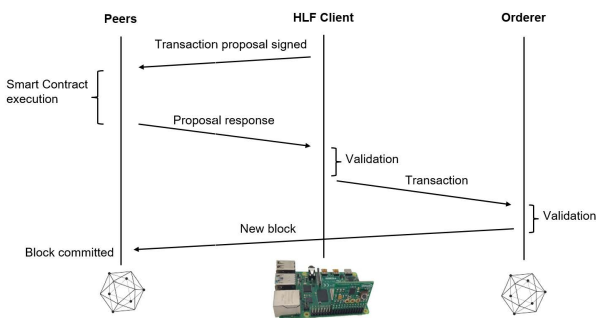 Peers
HLF Client
Orderer
Transaction proposal signed
Smart Contract
execution
Proposal response
Validation
Transaction
Validation
New block
Block committed